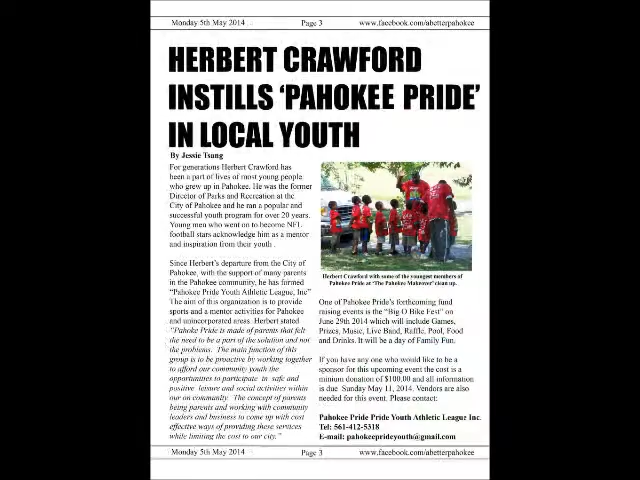 Monday 5th May 2014 Page 3 www.facebook.com/abetterpahokee
HERBERT CRAWFORD
INSTILLS ‘PAHOKEE PRIDE’
IN LOCAL YOUTH
By Jessie Tsang
For generations Herbert Crawford has
been a part of lives of most young people
who grew up in Pahokee. He was the former
Director of Parks and Recreation at the
City of Pahokee and he ran a popular and
successful youth program for over 20 years.
Young men who went on to become NFL
football stars acknowledge him as a mentor
and inspiration from their youth .
Since Herbert's departure from the City of
Pahokee, with the support of many parents
in the Pahokee community, he has formed
“Pahokee Pride Youth Athletic League, Inc”
The aim of this organization is to provide
sports and a mentor activities for Pahokee
and unincorporated areas. Herbert stated
"Pahoke Pride is made of parents that felt
the need to be a part of the solution and not
the problems. The main function of this
group is to be proactive by working together
to afford our community youth the
opportunities to participate in safe and
positive leisure and social activities within
our on community The concept of parents
being parents and working with community
leaders and business to come up with cost
effective ways of providing these services
while limiting the cost to our city."
Herbert Crawford with some of the youngest members of
Pahokee Pride at 'The Pahokee Makeover' clean up.
One of Pahokee Pride's forthcoming fund
raising events is the “Big O Bike Fest” on
June 29th 2014 which will include Games,
Prizes, Music, Live Band, Raffle, Pool, Food
and Drinks. It will be a day of Family Fun.
If you have any one who would like to be a
sponsor for this upcoming event the cost is a
minium donation of $100.00 and all information
is due Sunday May 11, 2014. Vendors are also
needed for this event. Please contact:
Pahokee Pride Pride Youth Athletic League Inc.
Tel: 561-412-5318
E-mail: pahokeeprideyouth@gmail.com
Monday 5th May 2014 Page 3 www.facebook.com/abetterpahokee